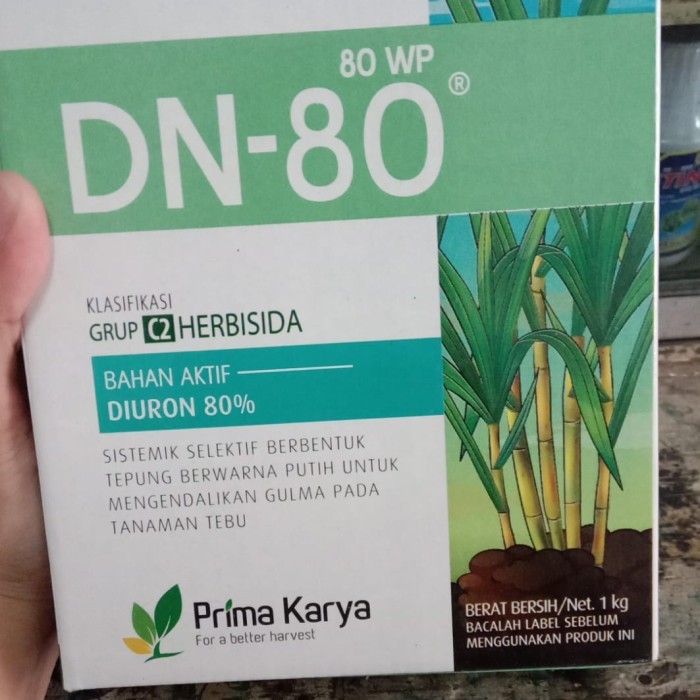 80 WP
DN-80®
KLASIFIKASI
GRUP C2 HERBISIDA
BAHAN AKTIF
DIURON 80%
SISTEMIK SELEKTIF BERBENTUK
TEPUNG BERWARNA PUTIH UNTUK
MENGENDALIKAN GULMA PADA
TANAMAN TEBU
Prima Karya
For a better harvest
BERAT BERSIH/Net. 1 kg
BACALAH LABEL SEBELUM
MENGGUNAKAN PRODUK INI